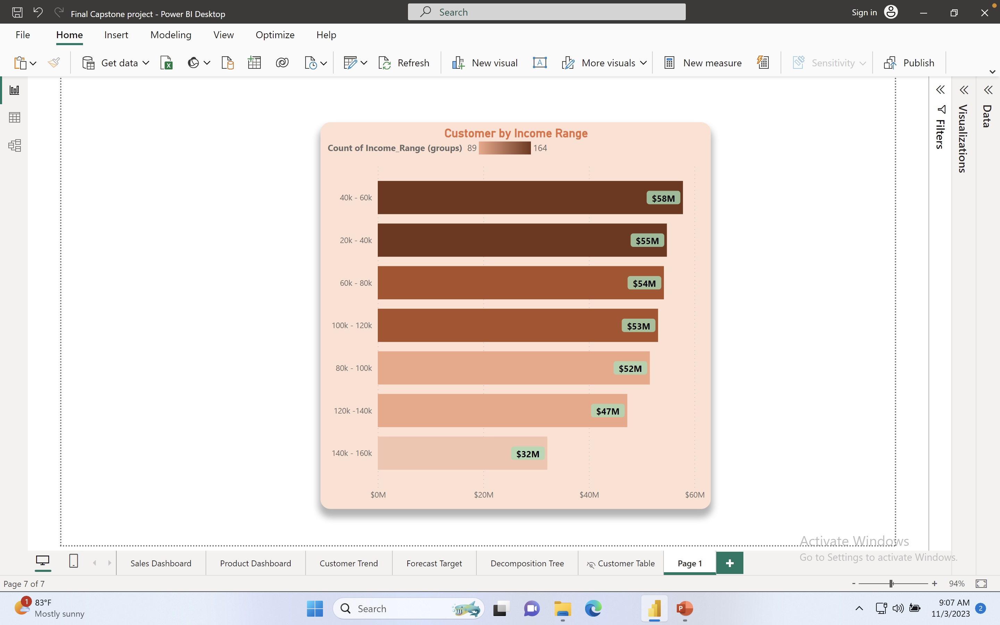 Final Capstone project - Power BI Desktop
Search
Sign in
File Home Insert Modeling View Optimize Help
Get data
Refresh
New visual
A
More visuals
New measure
Sensitivity
Publish
Filters
Visualizations
Data
Customer by Income Range
Count of Income_Range (groups) 89 164
40k - 60k $58M
20k - 40k $55M
60k - 80k $54M
100k - 120k $53M
80k - 100k $52M
120k -140k $47M
140k - 160k $32M
$0M $20M $40M $60M
Activate Windows
Go to Settings to activate Windows.
Sales Dashboard Product Dashboard Customer Trend Forecast Target Decomposition Tree Customer Table Page 1 +
Page 7 of 7
- + 94%
1
83°F
Mostly sunny
Search
P
9:07 AM
11/3/2023
2